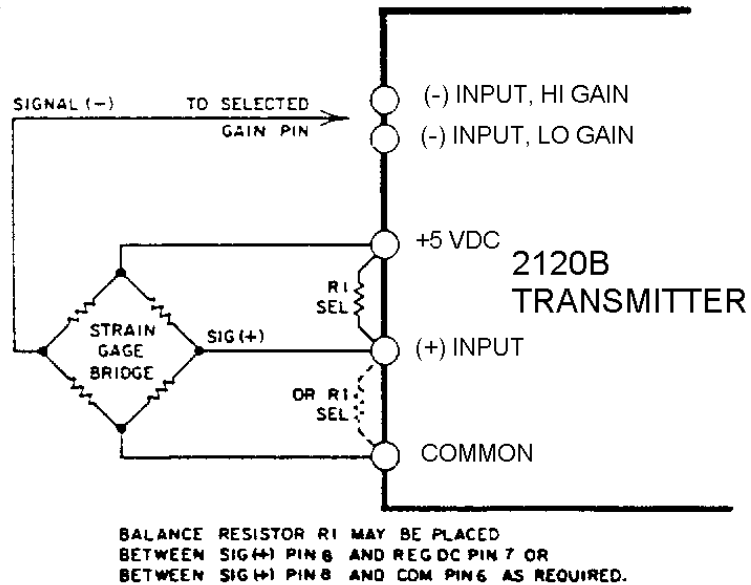 SIGNAL (-)
TO SELECTED
GAIN PIN
(-) INPUT, HI GAIN
(-) INPUT, LO GAIN
+5 VDC
2120B
TRANSMITTER
R1
SEL
STRAIN
GAGE
BRIDGE
SIG(+)
(+) INPUT
OR R1
SEL
COMMON
BALANCE RESISTOR R1 MAY BE PLACED
BETWEEN SIG(+) PIN 8 AND REG DC PIN 7 OR
BETWEEN SIG(+) PIN 8 AND COM PIN 6 AS REQUIRED.